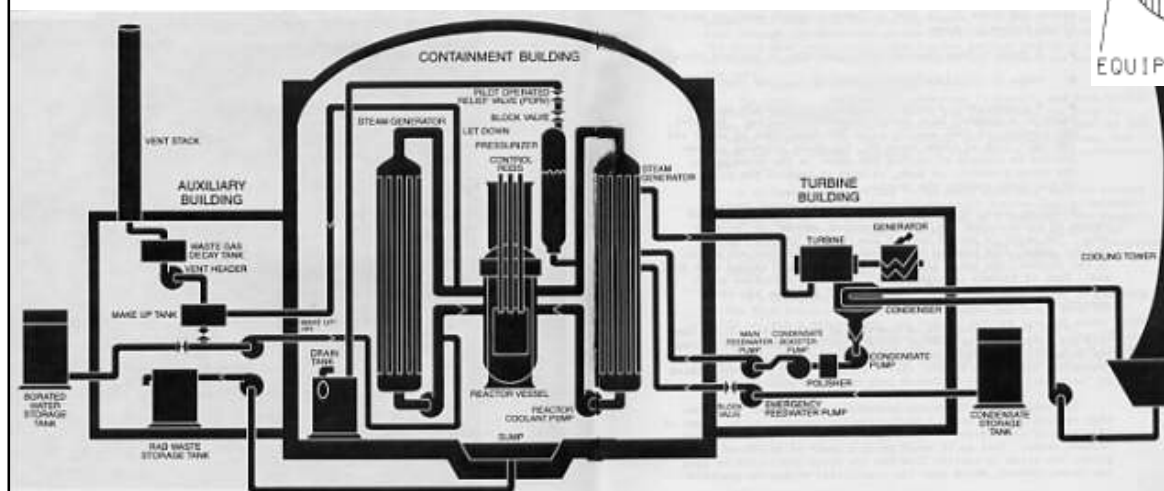 EQUIP
CONTAINMENT BUILDING
PILOT OPERATED
RELIEF VALVE (PORV)
BLOCK VALVE
STEAM GENERATOR
LET DOWN
PRESSURIZER
CONTROL
RODS
STEAM
GENERATOR
VENT STACK
AUXILIARY
BUILDING
TURBINE
BUILDING
WASTE GAS
DECAY TANK
VENT HEADER
TURBINE
GENERATOR
COOLING TOWER
MAKE UP TANK
CONDENSER
MAKE UP
DRAIN
TANK
MAIN
FEEDWATER
PUMP
CONDENSATE
BOOSTER
PUMP
CONDENSATE
PUMP
POLISHER
REACTOR VESSEL
BORATED
WATER
STORAGE
TANK
REACTOR
COOLANT PUMP
BLOCK
VALVE
EMERGENCY
FEEDWATER PUMP
CONDENSATE
STORAGE
TANK
SUMP
RAD WASTE
STORAGE TANK